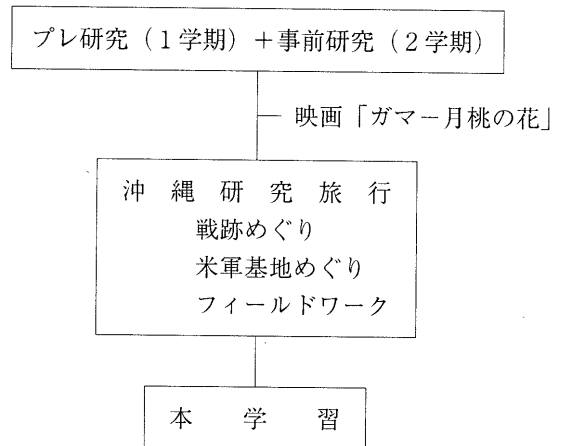 プレ研究（1学期）＋事前研究（2学期）
映画「ガマー月桃の花」
沖縄研究旅行
戦跡めぐり
米軍基地めぐり
フィールドワーク
本学習